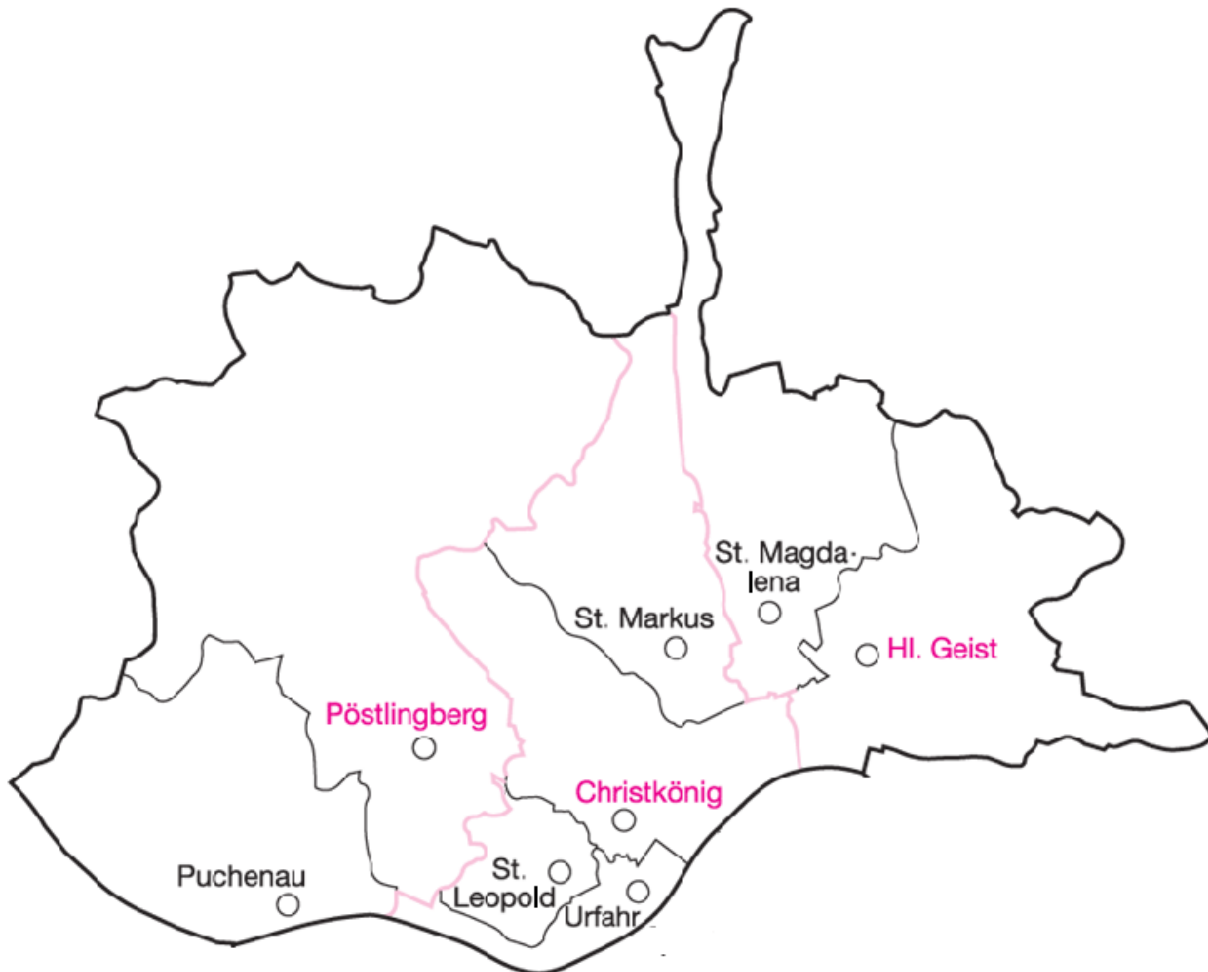 St. Magda-
lena
St. Markus
Hl. Geist
Pöstlingberg
Christkönig
St.
Leopold
Puchenau
Urfahr